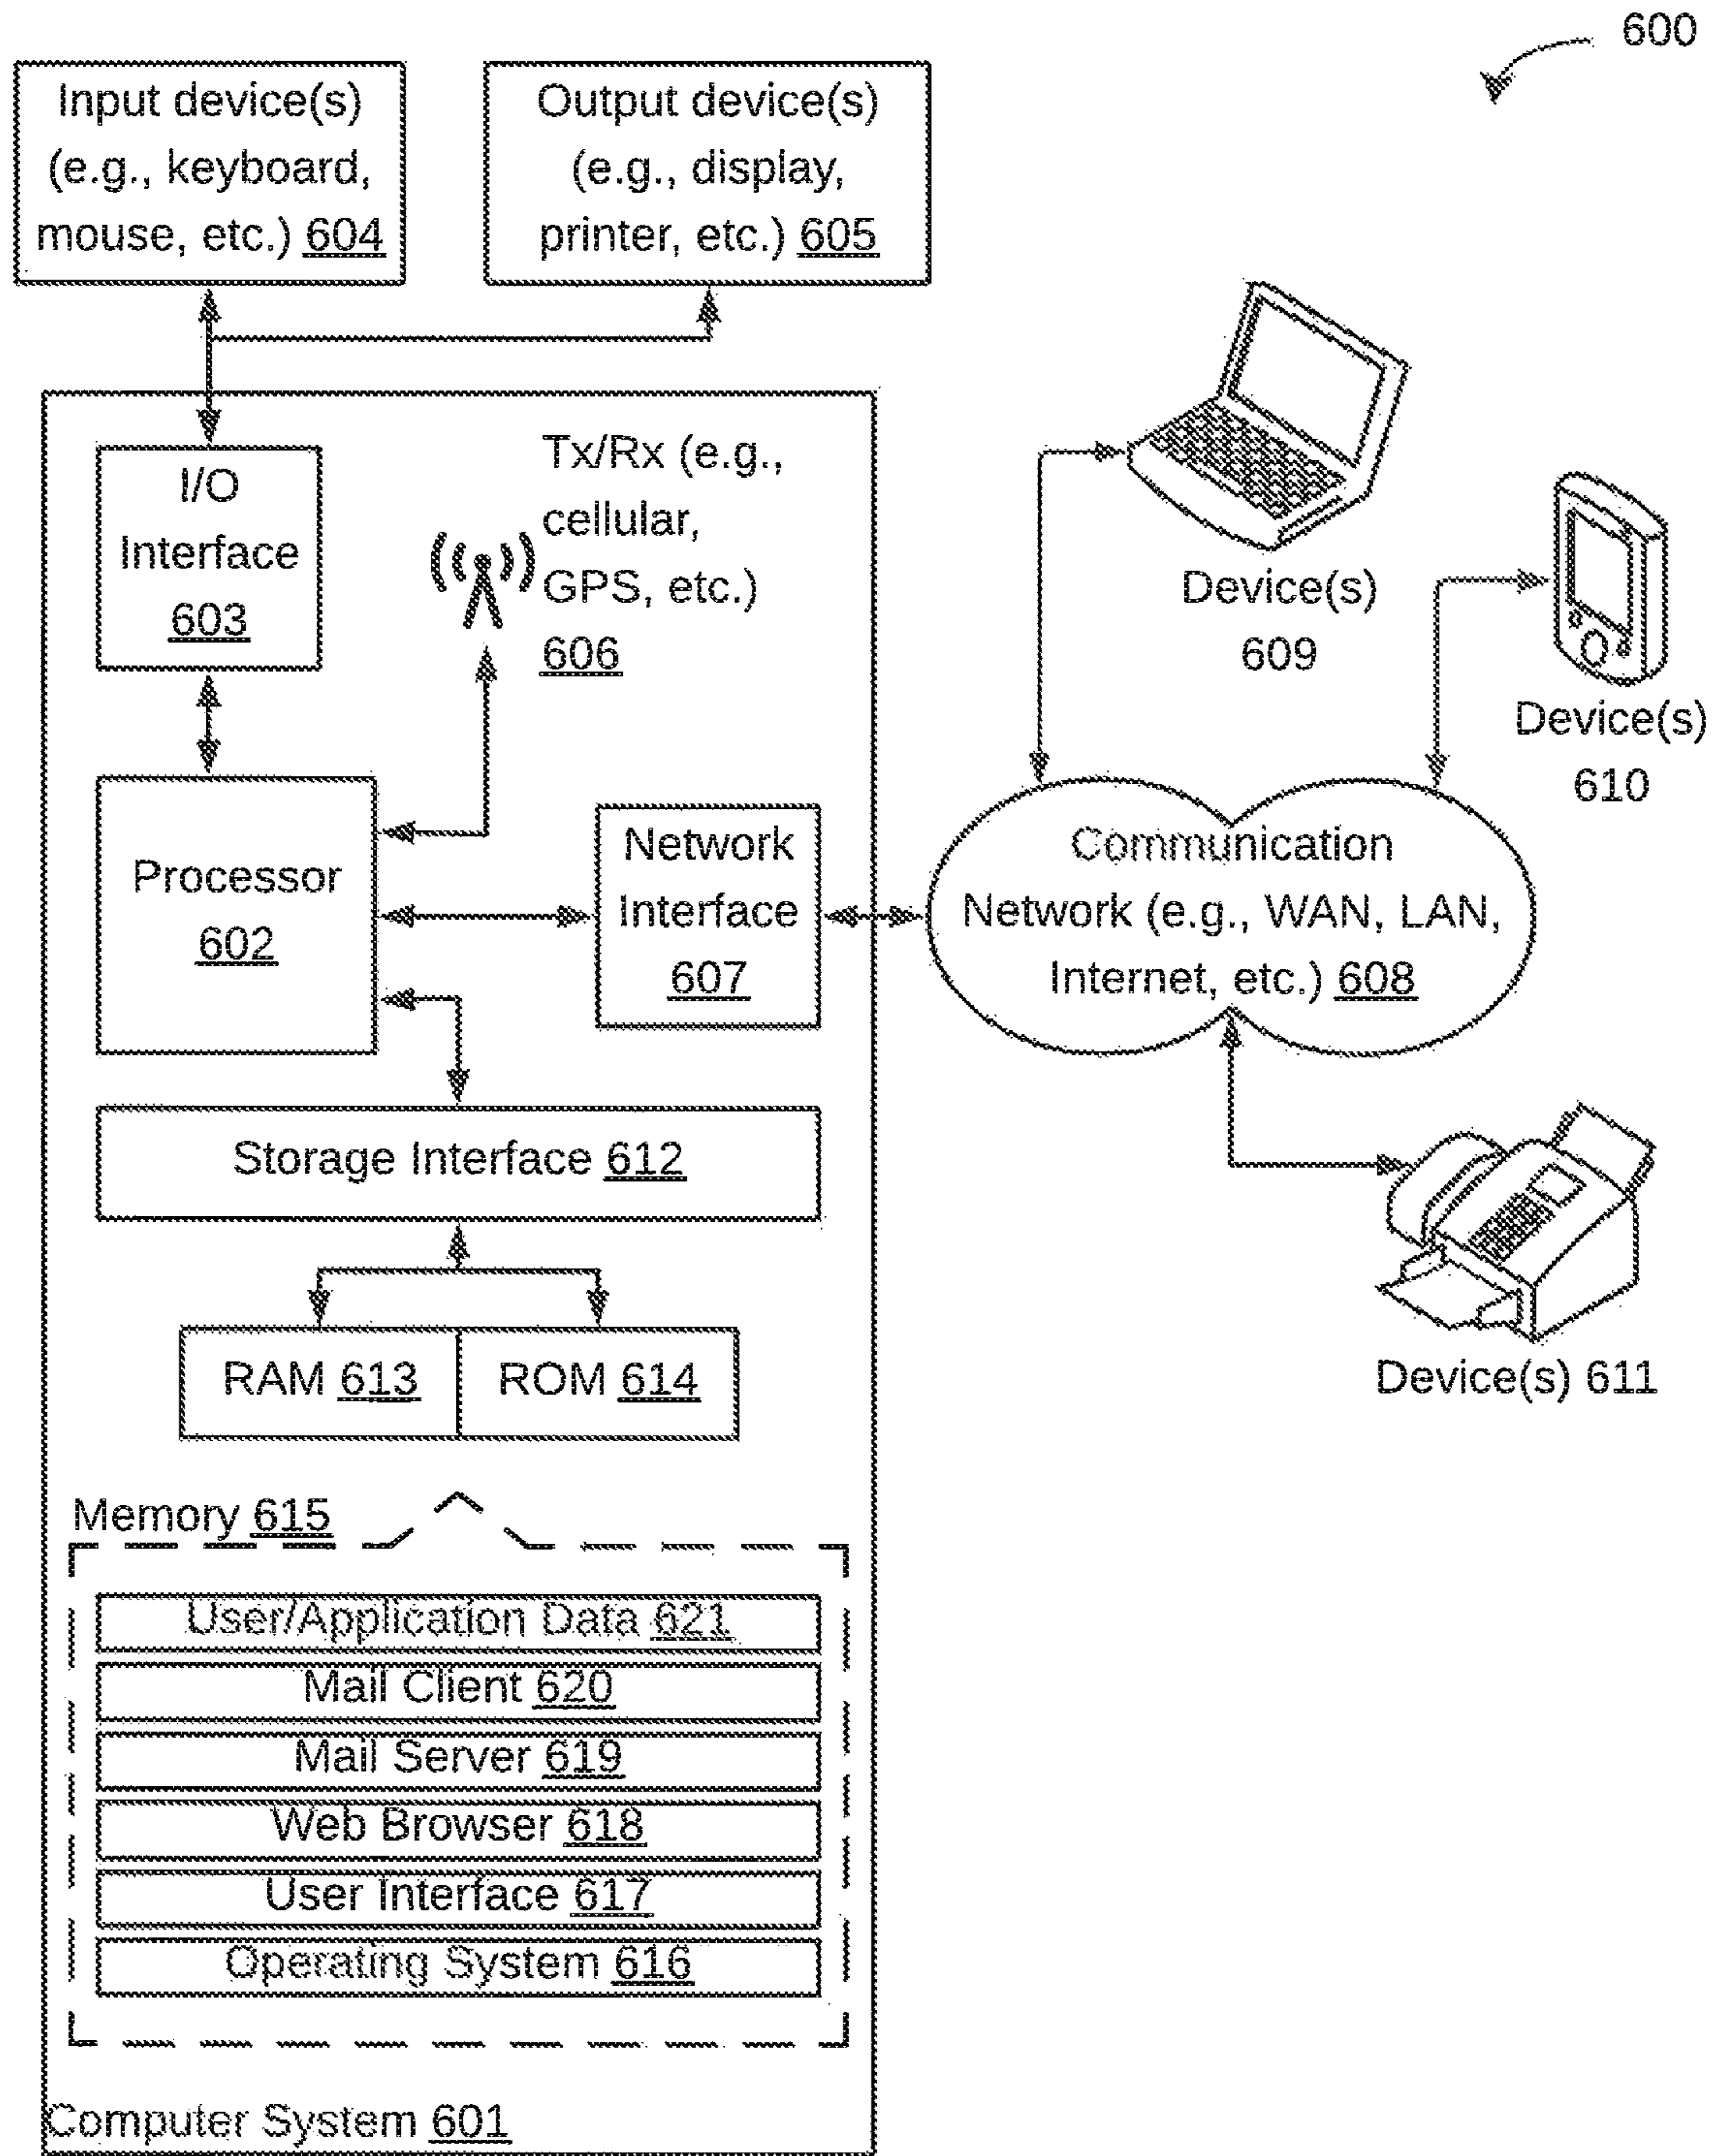 600
Input device(s)
(e.g., keyboard,
mouse, etc.) 604
Output device(s)
(e.g., display,
printer, etc.) 605
I/O
Interface
603
Tx/Rx (e.g.,
cellular,
GPS, etc.)
606
Device(s)
609
Device(s)
610
Processor
602
Network
Interface
607
Communication
Network (e.g., WAN, LAN,
Internet, etc.) 608
Storage Interface 612
RAM 613
ROM 614
Device(s) 611
Memory 615
User/Application Data 621
Mail Client 620
Mail Server 619
Web Browser 618
User Interface 617
Operating System 616
Computer System 601